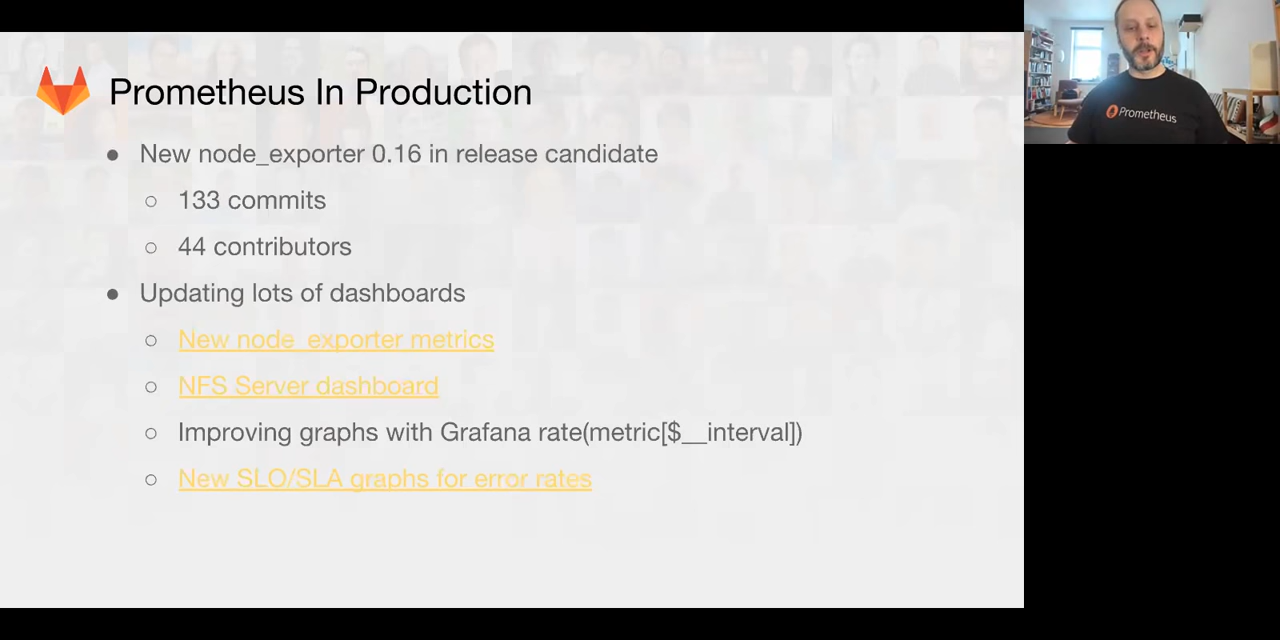 Prometheus In Production
New node_exporter 0.16 in release candidate
133 commits
44 contributors
Updating lots of dashboards
New node_exporter metrics
NFS Server dashboard
Improving graphs with Grafana rate(metric[$__interval])
New SLO/SLA graphs for error rates
Prometheus